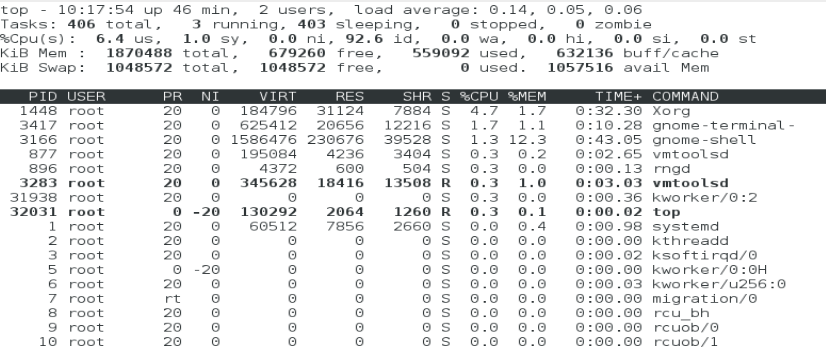 top - 10:17:54 up 46 min,  2 users,  load average: 0.14, 0.05, 0.06
Tasks: 406 total,   3 running, 403 sleeping,   0 stopped,   0 zombie
%Cpu(s):  6.4 us,  1.0 sy,  0.0 ni, 92.6 id,  0.0 wa,  0.0 hi,  0.0 si,  0.0 st
KiB Mem :  1870488 total,   679260 free,   559092 used,   632136 buff/cache
KiB Swap:  1048572 total,  1048572 free,        0 used.  1057516 avail Mem
PID USER      PR  NI    VIRT    RES    SHR S %CPU %MEM     TIME+ COMMAND
1448 root      20   0  184796  31124   7884 S  4.7  1.7   0:32.30 Xorg
3417 root      20   0  625412  20656  12216 S  1.7  1.1   0:10.28 gnome-terminal-
3166 root      20   0 1586476 230676  39528 S  1.3 12.3   0:43.05 gnome-shell
877 root      20   0  195084   4236   3404 S  0.3  0.2   0:02.65 vmtoolsd
896 root      20   0    4372    600    504 S  0.3  0.0   0:00.13 rngd
3283 root      20   0  345628  18416  13508 R  0.3  1.0   0:03.03 vmtoolsd
31938 root      20   0       0      0      0 S  0.3  0.0   0:00.36 kworker/0:2
32031 root       0 -20  130292   2064   1260 R  0.3  0.1   0:00.02 top
1 root      20   0   60512   7856   2660 S  0.0  0.4   0:00.98 systemd
2 root      20   0       0      0      0 S  0.0  0.0   0:00.00 kthreadd
3 root      20   0       0      0      0 S  0.0  0.0   0:00.02 ksoftirqd/0
5 root       0 -20       0      0      0 S  0.0  0.0   0:00.00 kworker/0:0H
6 root      20   0       0      0      0 S  0.0  0.0   0:00.03 kworker/u256:0
7 root      rt   0       0      0      0 S  0.0  0.0   0:00.00 migration/0
8 root      20   0       0      0      0 S  0.0  0.0   0:00.00 rcu_bh
9 root      20   0       0      0      0 S  0.0  0.0   0:00.00 rcuob/0
10 root      20   0       0      0      0 S  0.0  0.0   0:00.00 rcuob/1